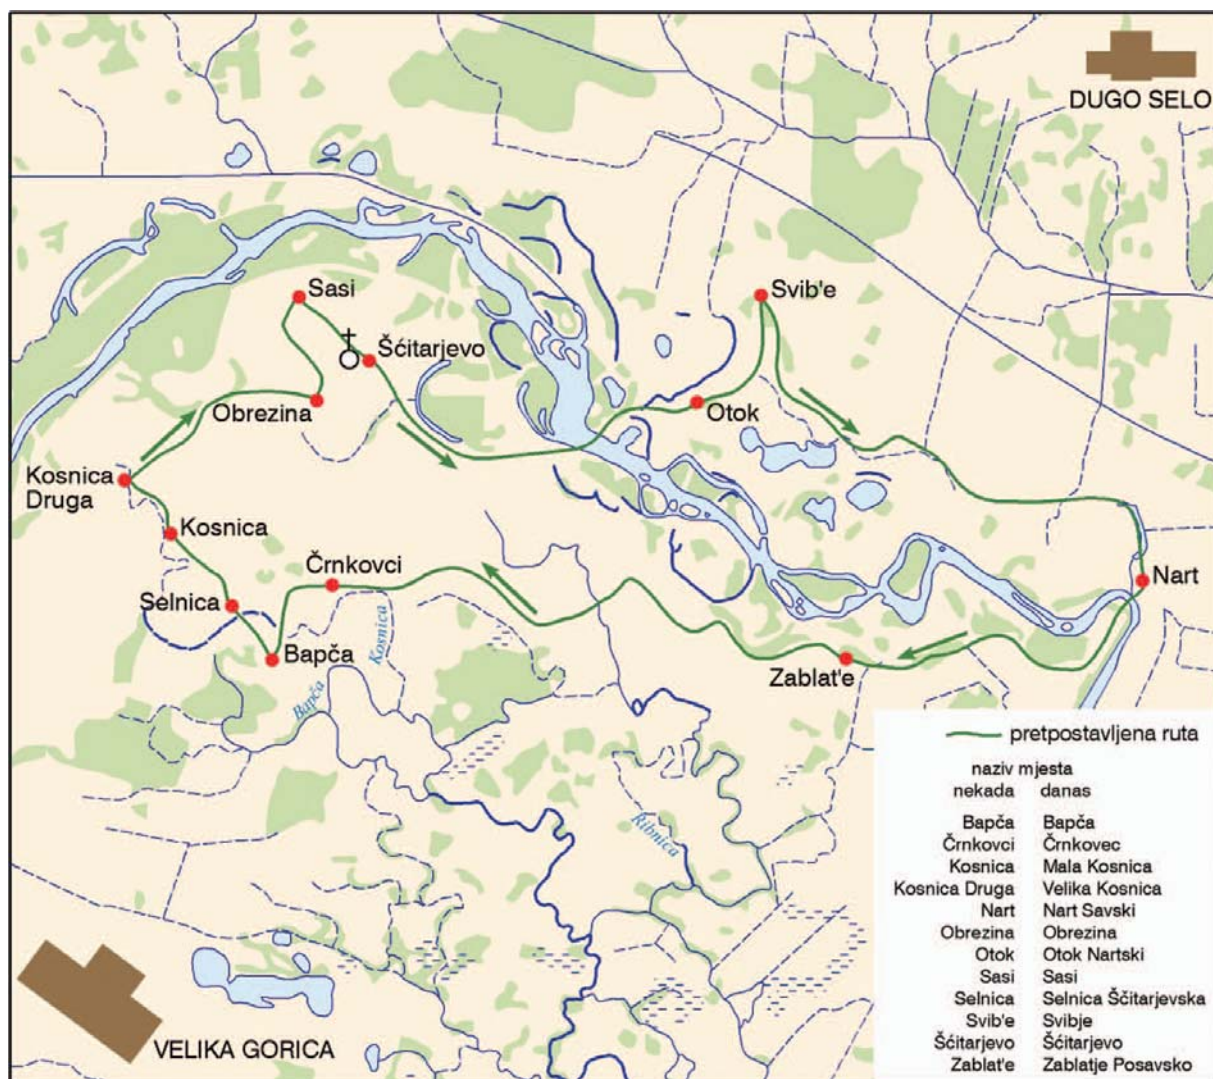 DUGO SELO
Sasi
Svib'e
Šćitarjevo
Obrezina
Otok
Kosnica
Druga
Kosnica
Črnkovci
Nart
Selnica
Kosnica
Bapča
Zablat'e
Bapča
Ribnica
VELIKA GORICA
pretpostavljena ruta
naziv mjesta
nekada danas
Bapča Bapča
Črnkovci Črnkovec
Kosnica Mala Kosnica
Kosnica Druga Velika Kosnica
Nart Nart Savski
Obrezina Obrezina
Otok Otok Nartski
Sasi Sasi
Selnica Selnica Ščitarjevska
Svib'e Svibje
Šćitarjevo Šćitarjevo
Zablat'e Zablatje Posavsko